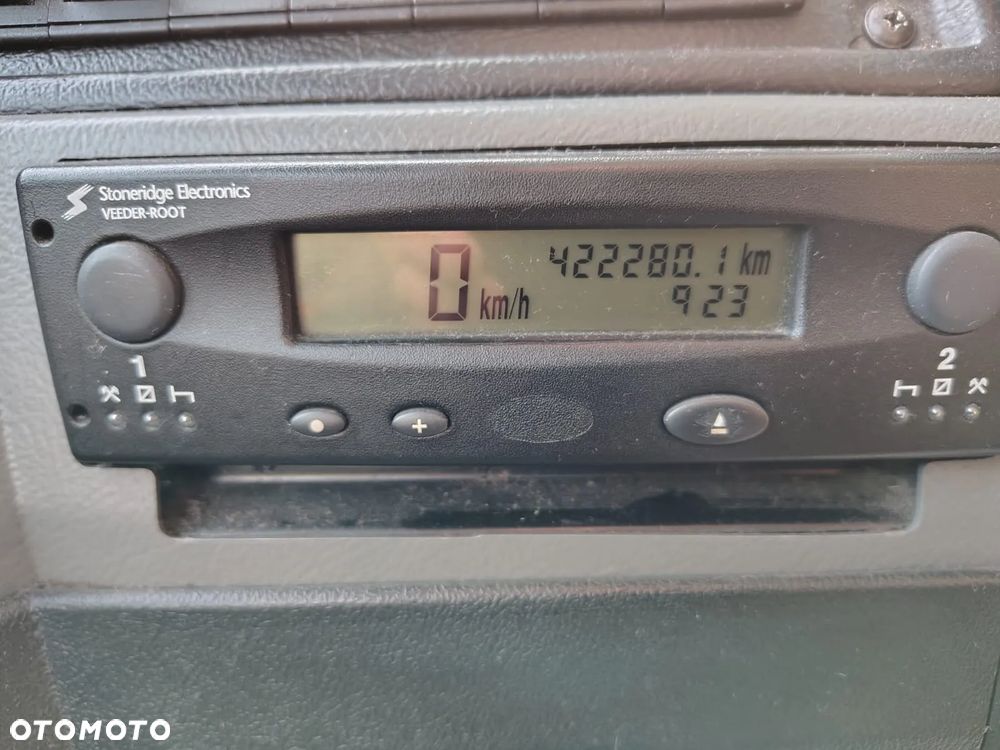 Stoneridge Electronics
VEEDER-ROOT
0 km/h
422280.1 km
923
1
2
+
OTOMOTO